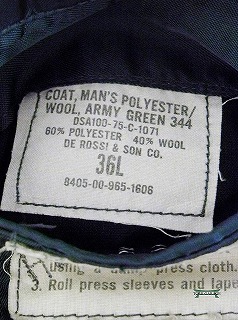 COAT, MAN'S POLYESTER/
WOOL, ARMY GREEN 344
DSA100-75-C-1071
60% POLYESTER 40% WOOL
DE ROSSI & SON CO.
36L
8405-00-965-1606
using a damp press cloth.
3. Roll press sleeves and lape